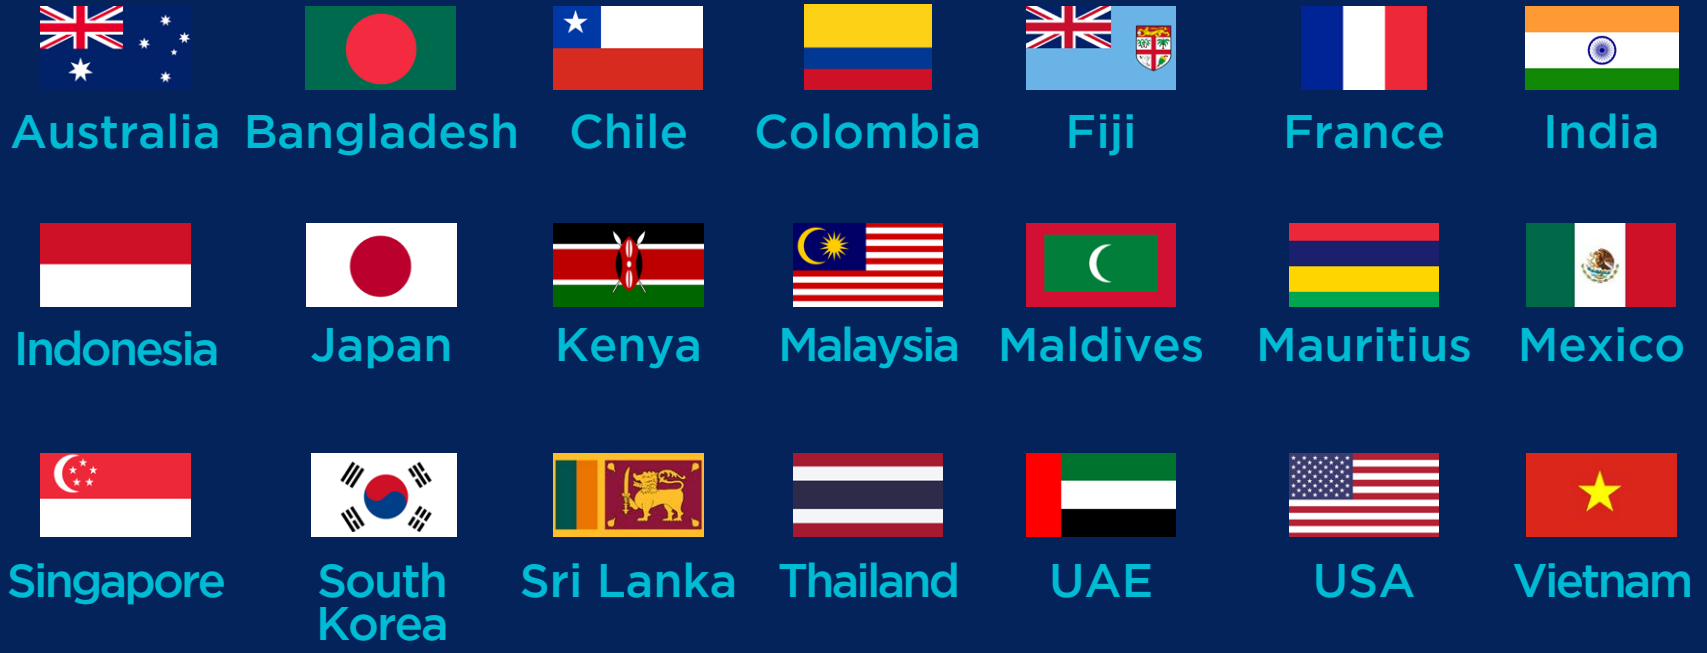 Australia
Bangladesh
Chile
Colombia
Fiji
France
India
Indonesia
Japan
Kenya
Malaysia
Maldives
Mauritius
Mexico
Singapore
South
Korea
Sri Lanka
Thailand
UAE
USA
Vietnam